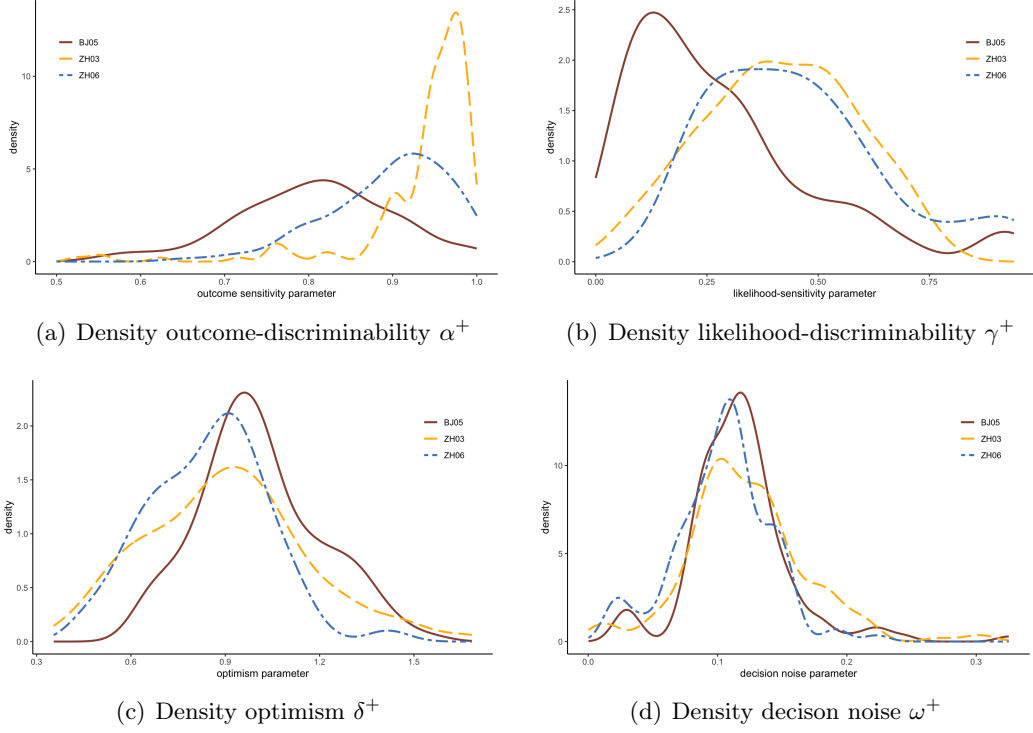 BJ05
ZH03
ZH06
10
5
0
density
0.5 0.6 0.7 0.8 0.9 1.0
outcome sensitivity parameter
(a) Density outcome-discriminability α⁺
2.5
2.0
1.5
1.0
0.5
0.0
density
BJ05
ZH03
ZH06
0.00 0.25 0.50 0.75
likelihood-sensitivity parameter
(b) Density likelihood-discriminability γ⁺
2.0
1.5
1.0
0.5
0.0
density
BJ05
ZH03
ZH06
0.3 0.6 0.9 1.2 1.5
optimism parameter
(c) Density optimism δ⁺
10
5
0
density
BJ05
ZH03
ZH06
0.0 0.1 0.2 0.3
decision noise parameter
(d) Density decison noise ω⁺